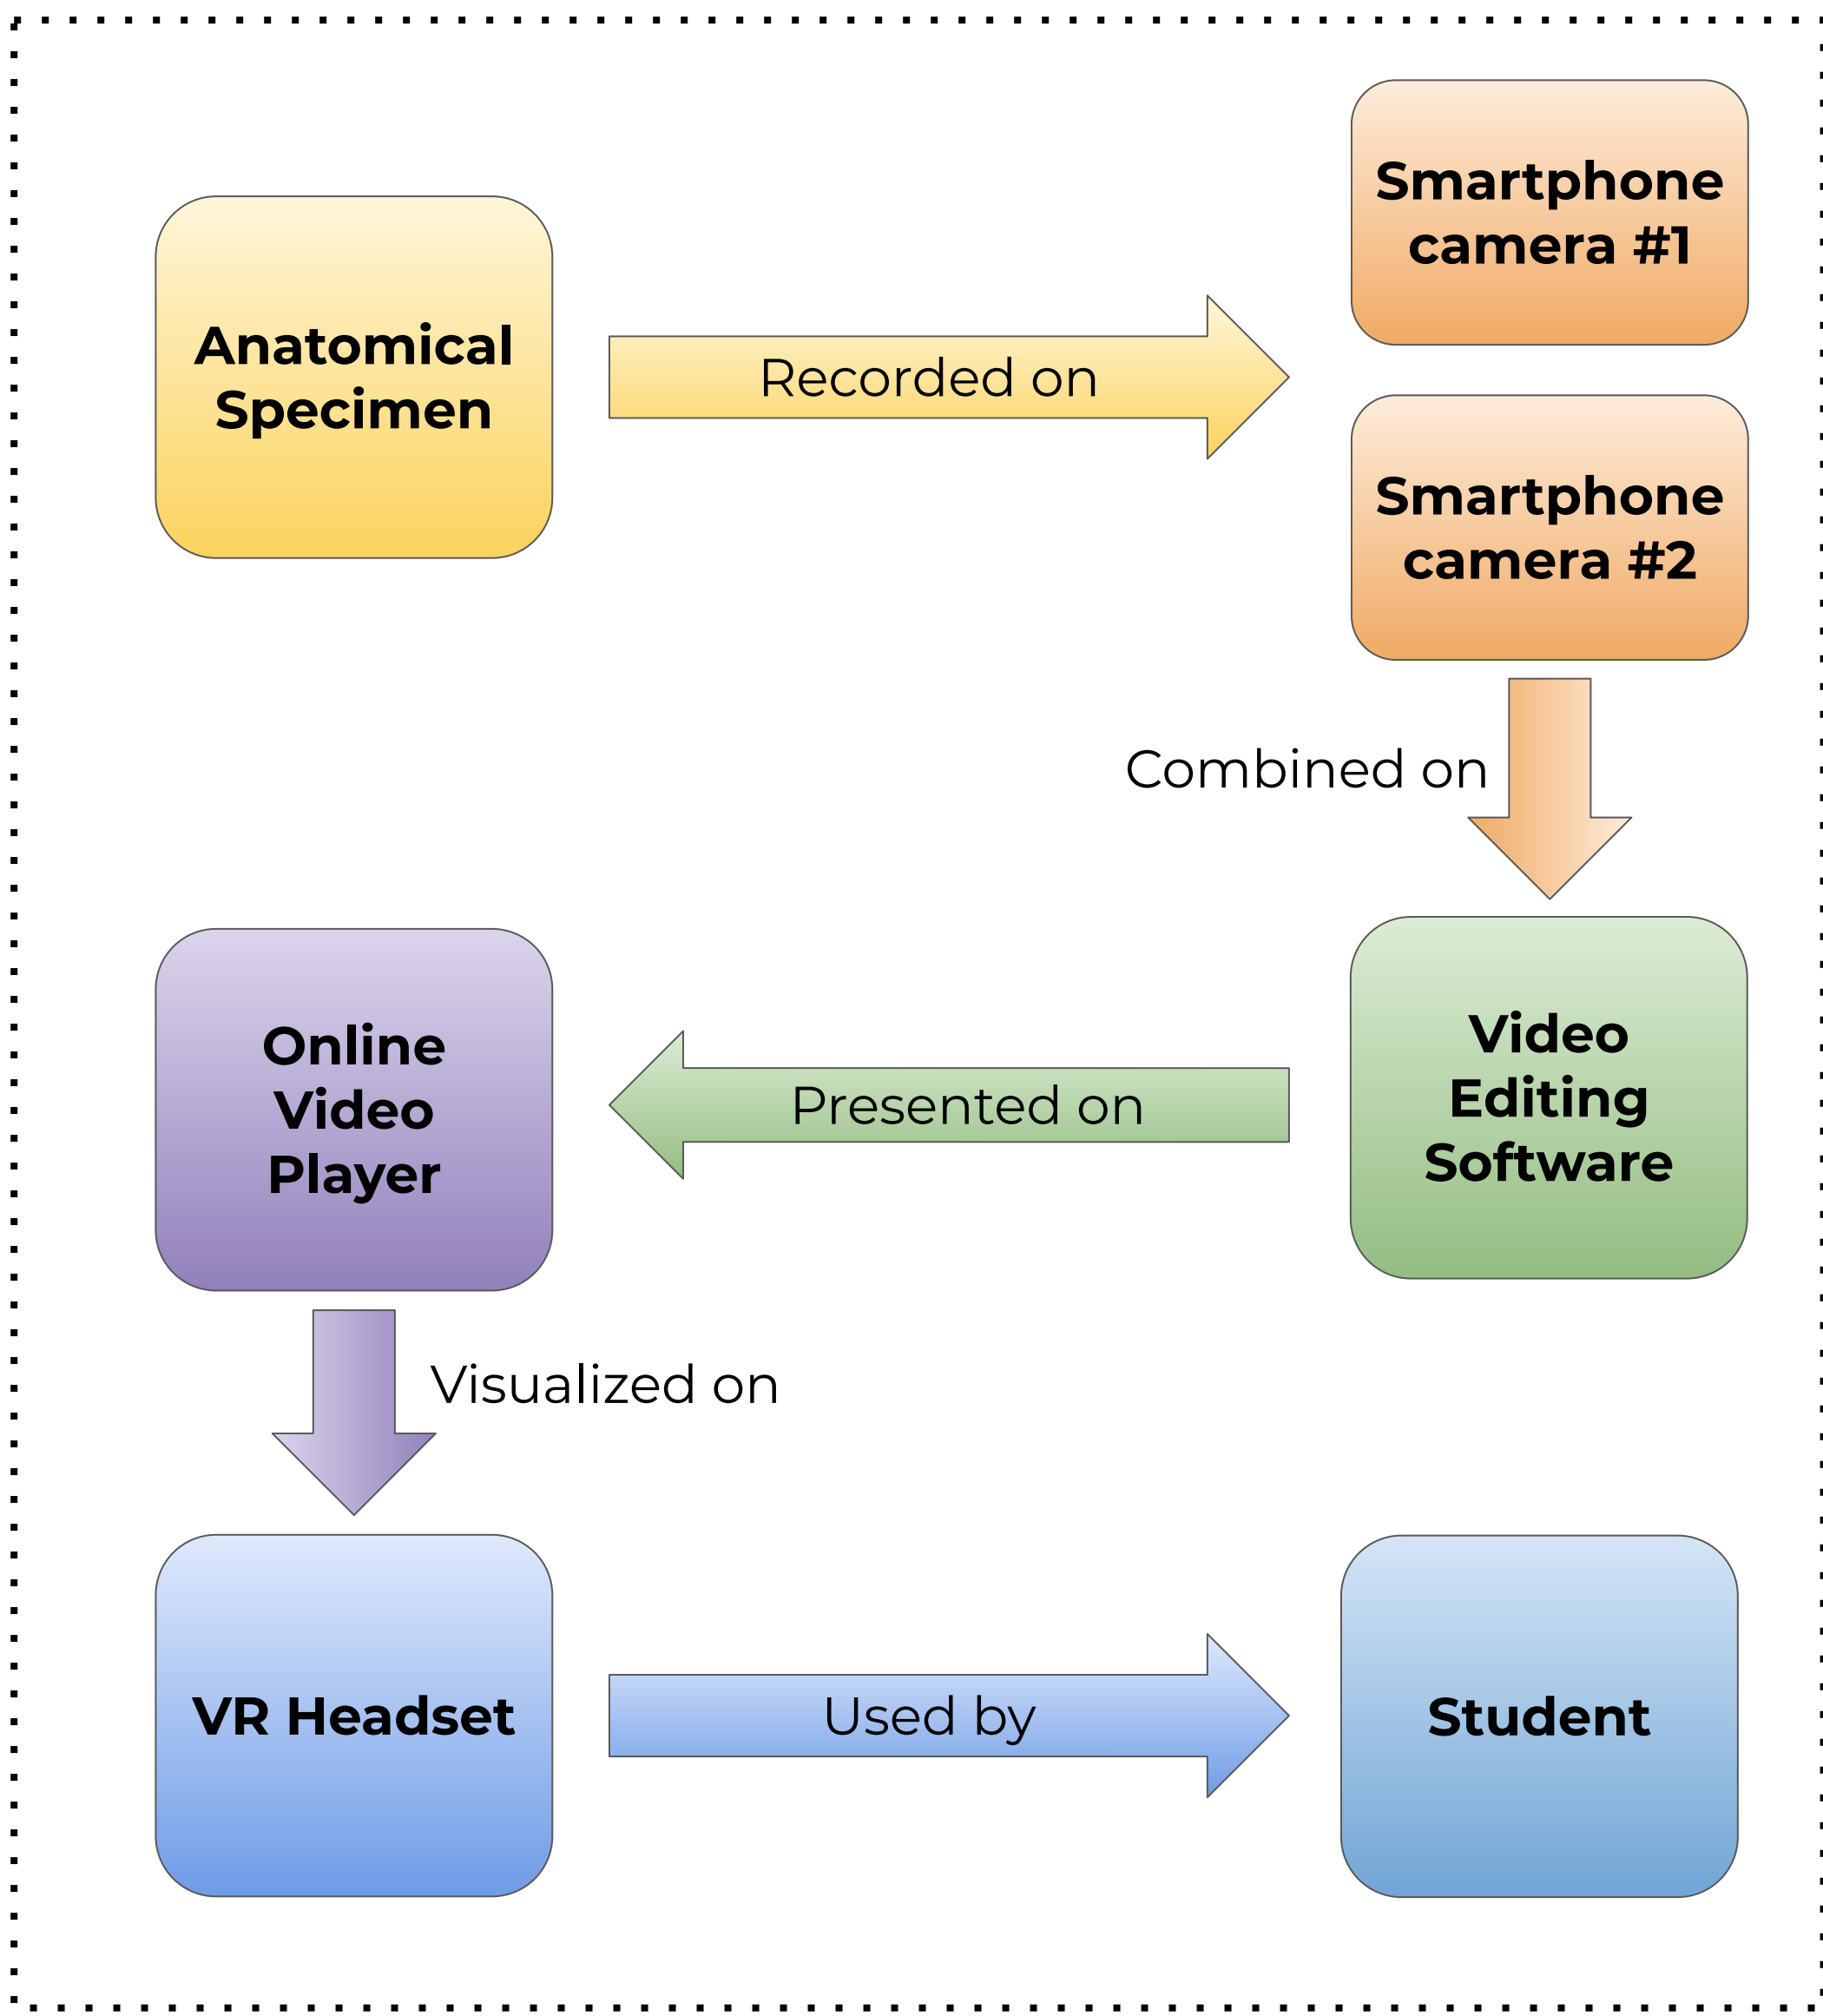 Anatomical
Specimen
Recorded on
Smartphone
camera #1
Smartphone
camera #2
Combined on
Video
Editing
Software
Presented on
Online
Video
Player
Visualized on
VR Headset
Used by
Student